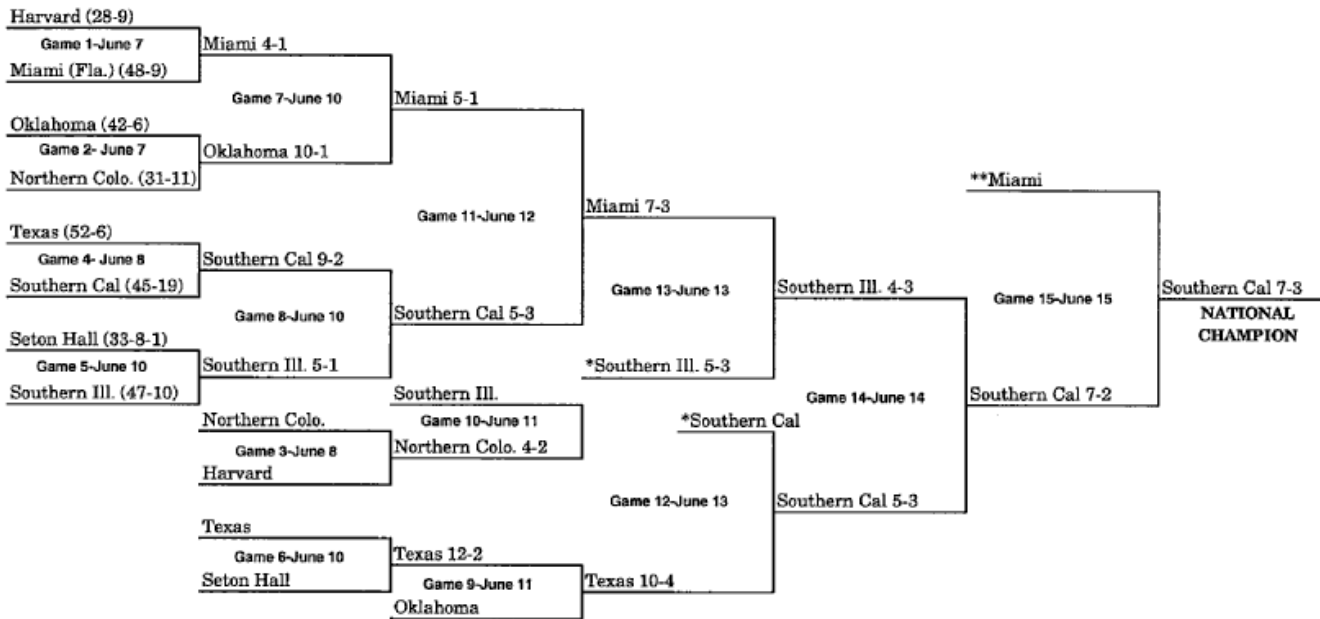 Harvard (28-9)
Game 1-June 7
Miami (Fla.) (48-9)
Miami 4-1
Game 7-June 10
Miami 5-1
Oklahoma (42-6)
Game 2- June 7
Northern Colo. (31-11)
Oklahoma 10-1
Game 11-June 12
Miami 7-3
**Miami
Texas (52-6)
Game 4- June 8
Southern Cal (45-19)
Southern Cal 9-2
Game 8-June 10
Southern Cal 5-3
Game 13-June 13
Southern Ill. 4-3
Game 15-June 15
Southern Cal 7-3
NATIONAL
CHAMPION
Seton Hall (33-8-1)
Game 5-June 10
Southern Ill. (47-10)
Southern Ill. 5-1
*Southern Ill. 5-3
Southern Ill.
Game 10-June 11
Northern Colo. 4-2
Game 14-June 14
Southern Cal 7-2
Northern Colo.
Game 3-June 8
Harvard
*Southern Cal
Game 12-June 13
Southern Cal 5-3
Texas
Game 6-June 10
Seton Hall
Texas 12-2
Game 9-June 11
Oklahoma
Texas 10-4